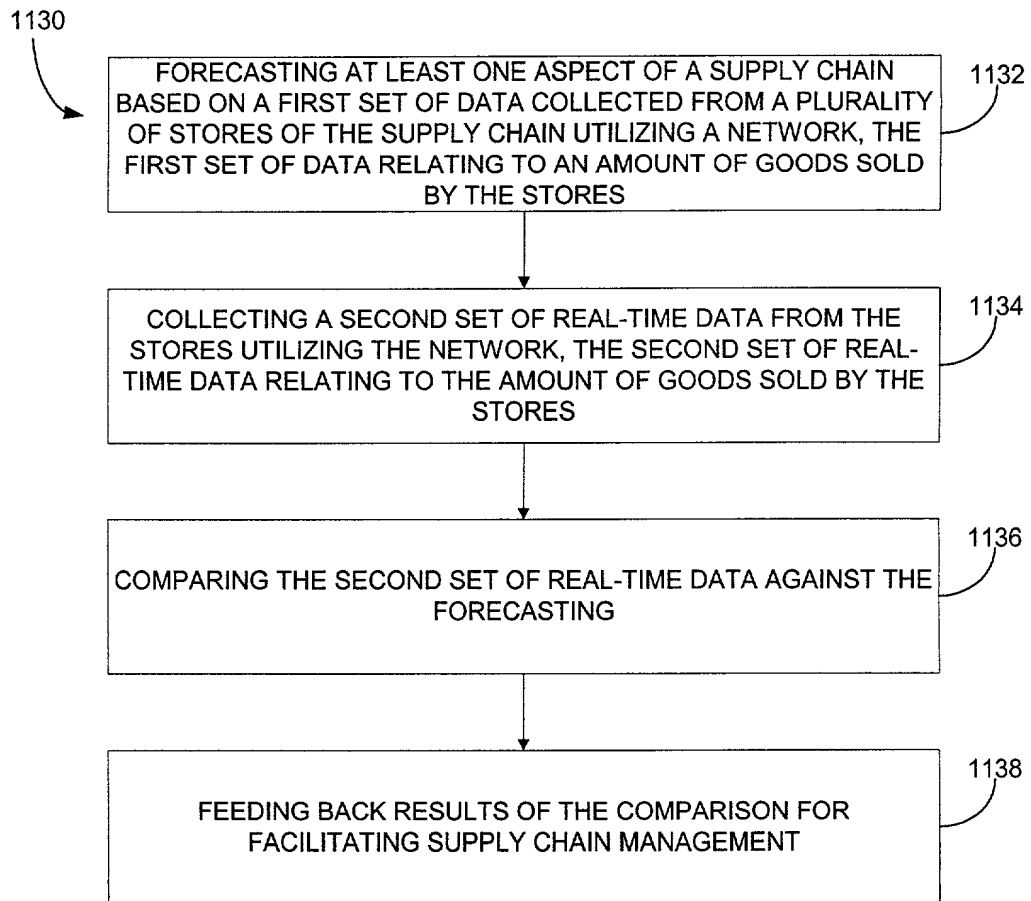 1130
FORECASTING AT LEAST ONE ASPECT OF A SUPPLY CHAIN
BASED ON A FIRST SET OF DATA COLLECTED FROM A PLURALITY
OF STORES OF THE SUPPLY CHAIN UTILIZING A NETWORK, THE
FIRST SET OF DATA RELATING TO AN AMOUNT OF GOODS SOLD
BY THE STORES
1132
COLLECTING A SECOND SET OF REAL-TIME DATA FROM THE
STORES UTILIZING THE NETWORK, THE SECOND SET OF REAL-
TIME DATA RELATING TO THE AMOUNT OF GOODS SOLD BY THE
STORES
1134
COMPARING THE SECOND SET OF REAL-TIME DATA AGAINST THE
FORECASTING
1136
FEEDING BACK RESULTS OF THE COMPARISON FOR
FACILITATING SUPPLY CHAIN MANAGEMENT
1138